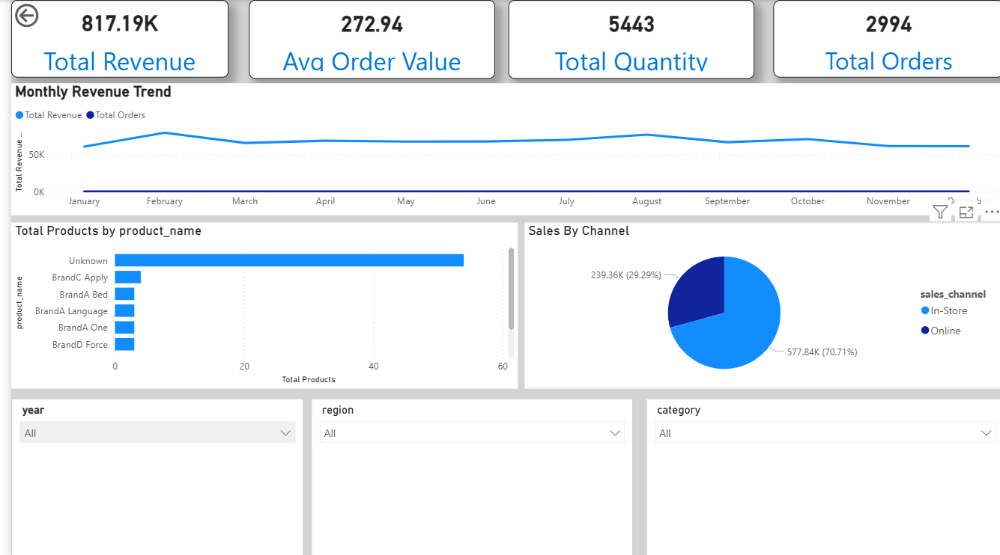 817.19K
Total Revenue
272.94
Avg Order Value
5443
Total Quantity
2994
Total Orders
Monthly Revenue Trend
Total Revenue Total Orders
Total Revenue ...
50K
0K
January February March April May June July August September October November
Total Products by product_name
product_name
Unknown
BrandC Apply
BrandA Bed
BrandA Language
BrandA One
BrandD Force
0 20 40 60
Total Products
Sales By Channel
239.36K (29.29%)
577.84K (70.71%)
sales_channel
In-Store
Online
year
All
region
All
category
All